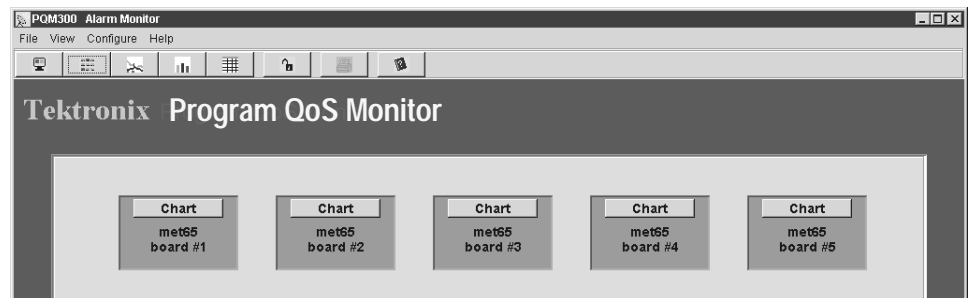 PQM300 Alarm Monitor
File View Configure Help
Tektronix Program QoS Monitor
Chart Chart Chart Chart Chart
met65 met65 met65 met65 met65
board #1 board #2 board #3 board #4 board #5